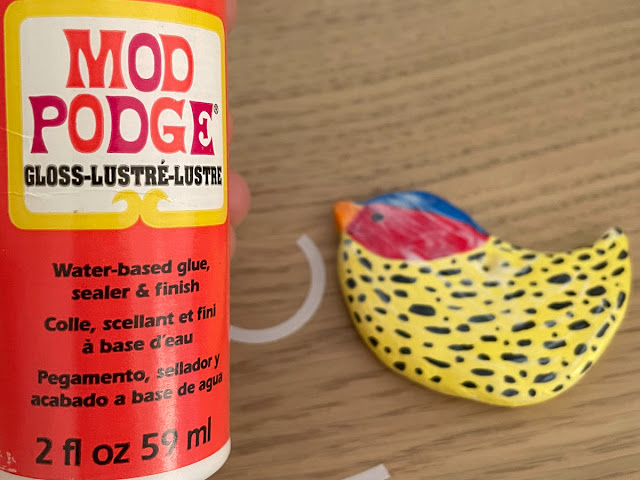 MOD
PODGE®
GLOSS-LUSTRÉ-LUSTRE
Water-based glue,
sealer & finish
Colle, scellant et fini
à base d'eau
Pegamento, sellador y
acabado a base de agua
2 fl oz 59 ml